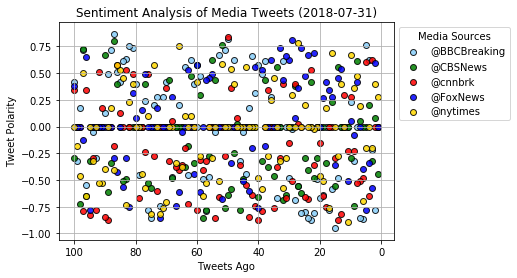 Sentiment Analysis of Media Tweets (2018-07-31)
Media Sources
@BBCBreaking
@CBSNews
@cnnbrk
@FoxNews
@nytimes
Tweet Polarity
0.75
0.50
0.25
0.00
−0.25
−0.50
−0.75
−1.00
100 80 60 40 20 0
Tweets Ago